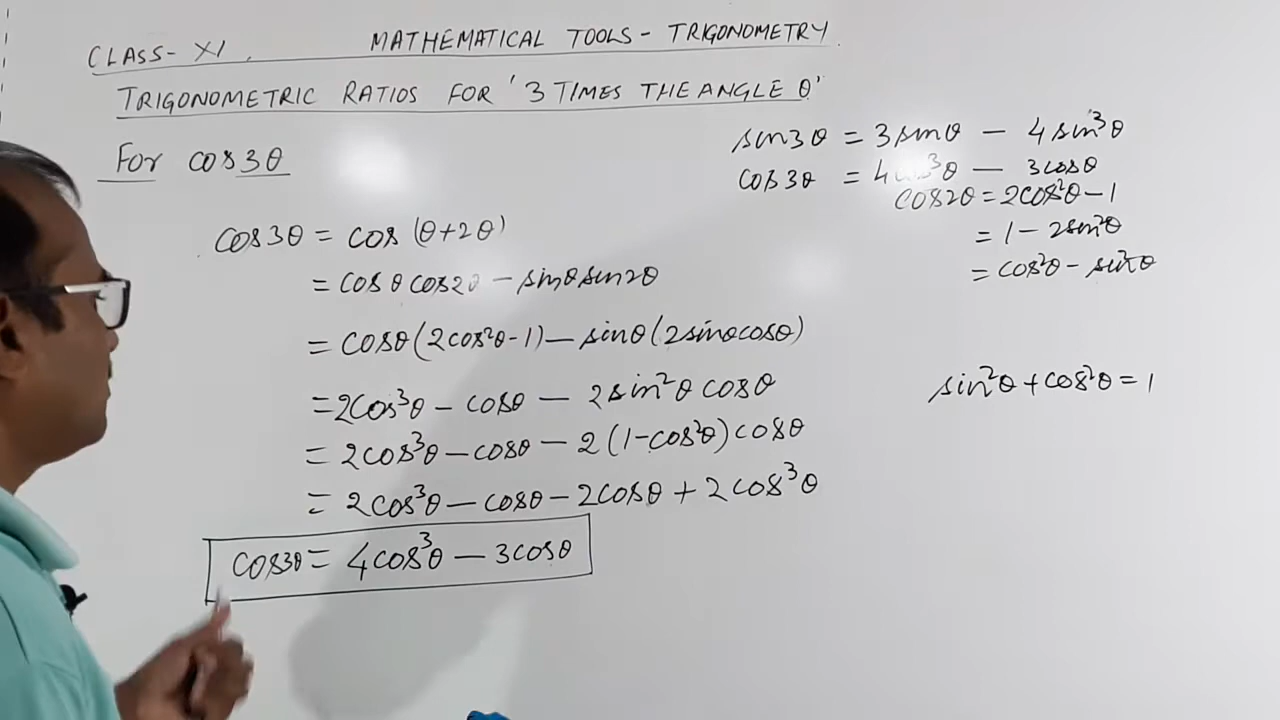 CLASS- XI. MATHEMATICAL TOOLS - TRIGONOMETRY.
TRIGONOMETRIC RATIOS FOR '3 TIMES THE ANGLE θ'
For cos3θ
cos3θ = cos (θ+2θ)
= cosθ cos2θ - sinθ sin2θ
= cosθ(2cos²θ-1) - sinθ(2sinθcosθ)
= 2cos³θ - cosθ - 2sin²θ cosθ
= 2cos³θ - cosθ - 2(1-cos²θ)cosθ
= 2cos³θ - cosθ - 2cosθ + 2cos³θ
cos3θ = 4cos³θ - 3cosθ
sin3θ = 3sinθ - 4sin³θ
cos3θ = 4cos³θ - 3cosθ
cos2θ = 2cos²θ-1
= 1 - 2sin²θ
= cos²θ - sin²θ
sin²θ + cos²θ = 1